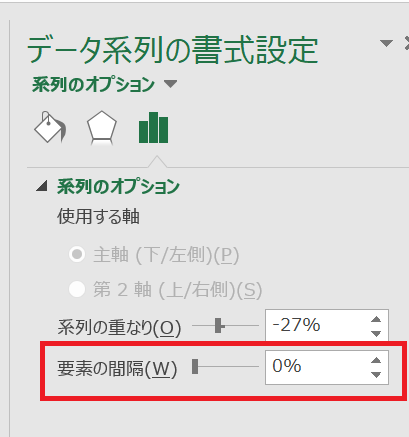 データ系列の書式設定
系列のオプション
系列のオプション
使用する軸
主軸 (下/左側)(P)
第 2 軸 (上/右側)(S)
系列の重なり(O) -27%
要素の間隔(W) 0%